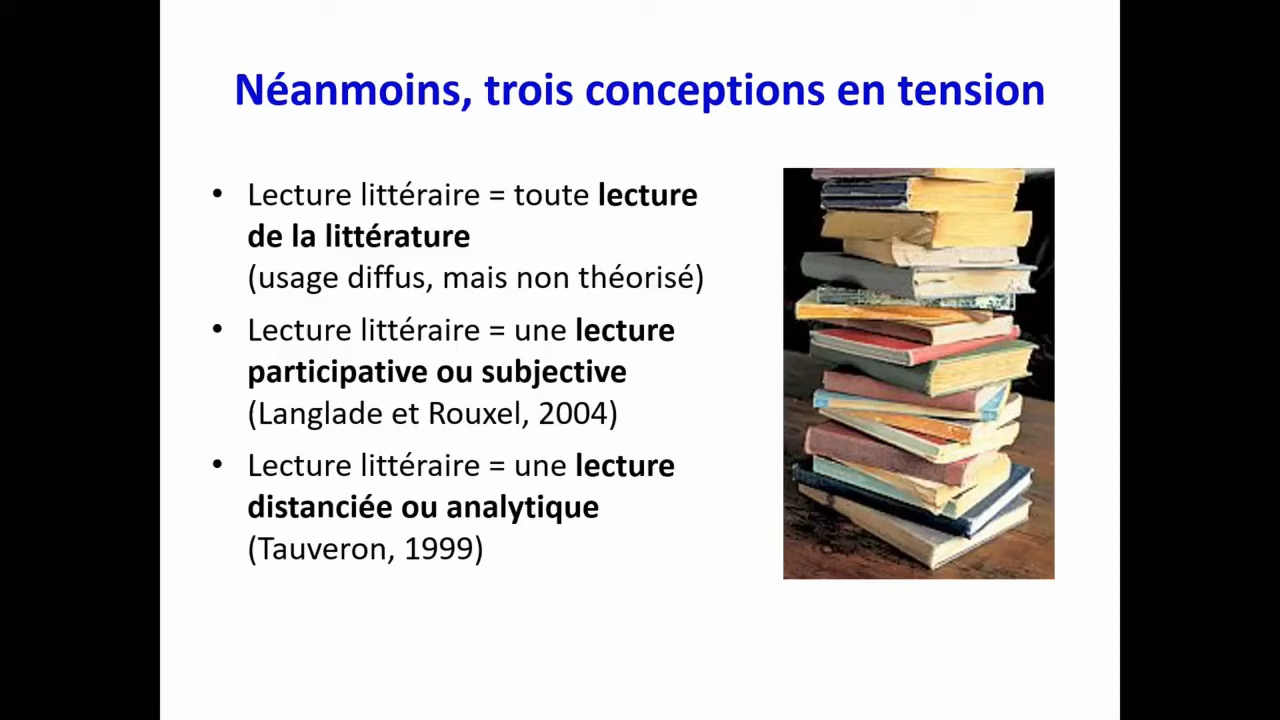 Néanmoins, trois conceptions en tension
• Lecture littéraire = toute lecture
de la littérature
(usage diffus, mais non théorisé)
• Lecture littéraire = une lecture
participative ou subjective
(Langlade et Rouxel, 2004)
• Lecture littéraire = une lecture
distanciée ou analytique
(Tauveron, 1999)